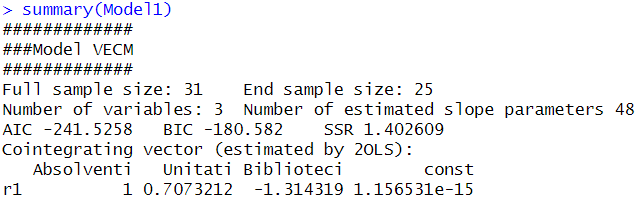 > summary(Model1)
#############
###Model VECM
#############
Full sample size: 31    End sample size: 25
Number of variables: 3  Number of estimated slope parameters 48
AIC -241.5258   BIC -180.582    SSR 1.402609
Cointegrating vector (estimated by 2OLS):
   Absolventi   Unitati Biblioteci        const
r1          1 0.7073212  -1.314319 1.156531e-15